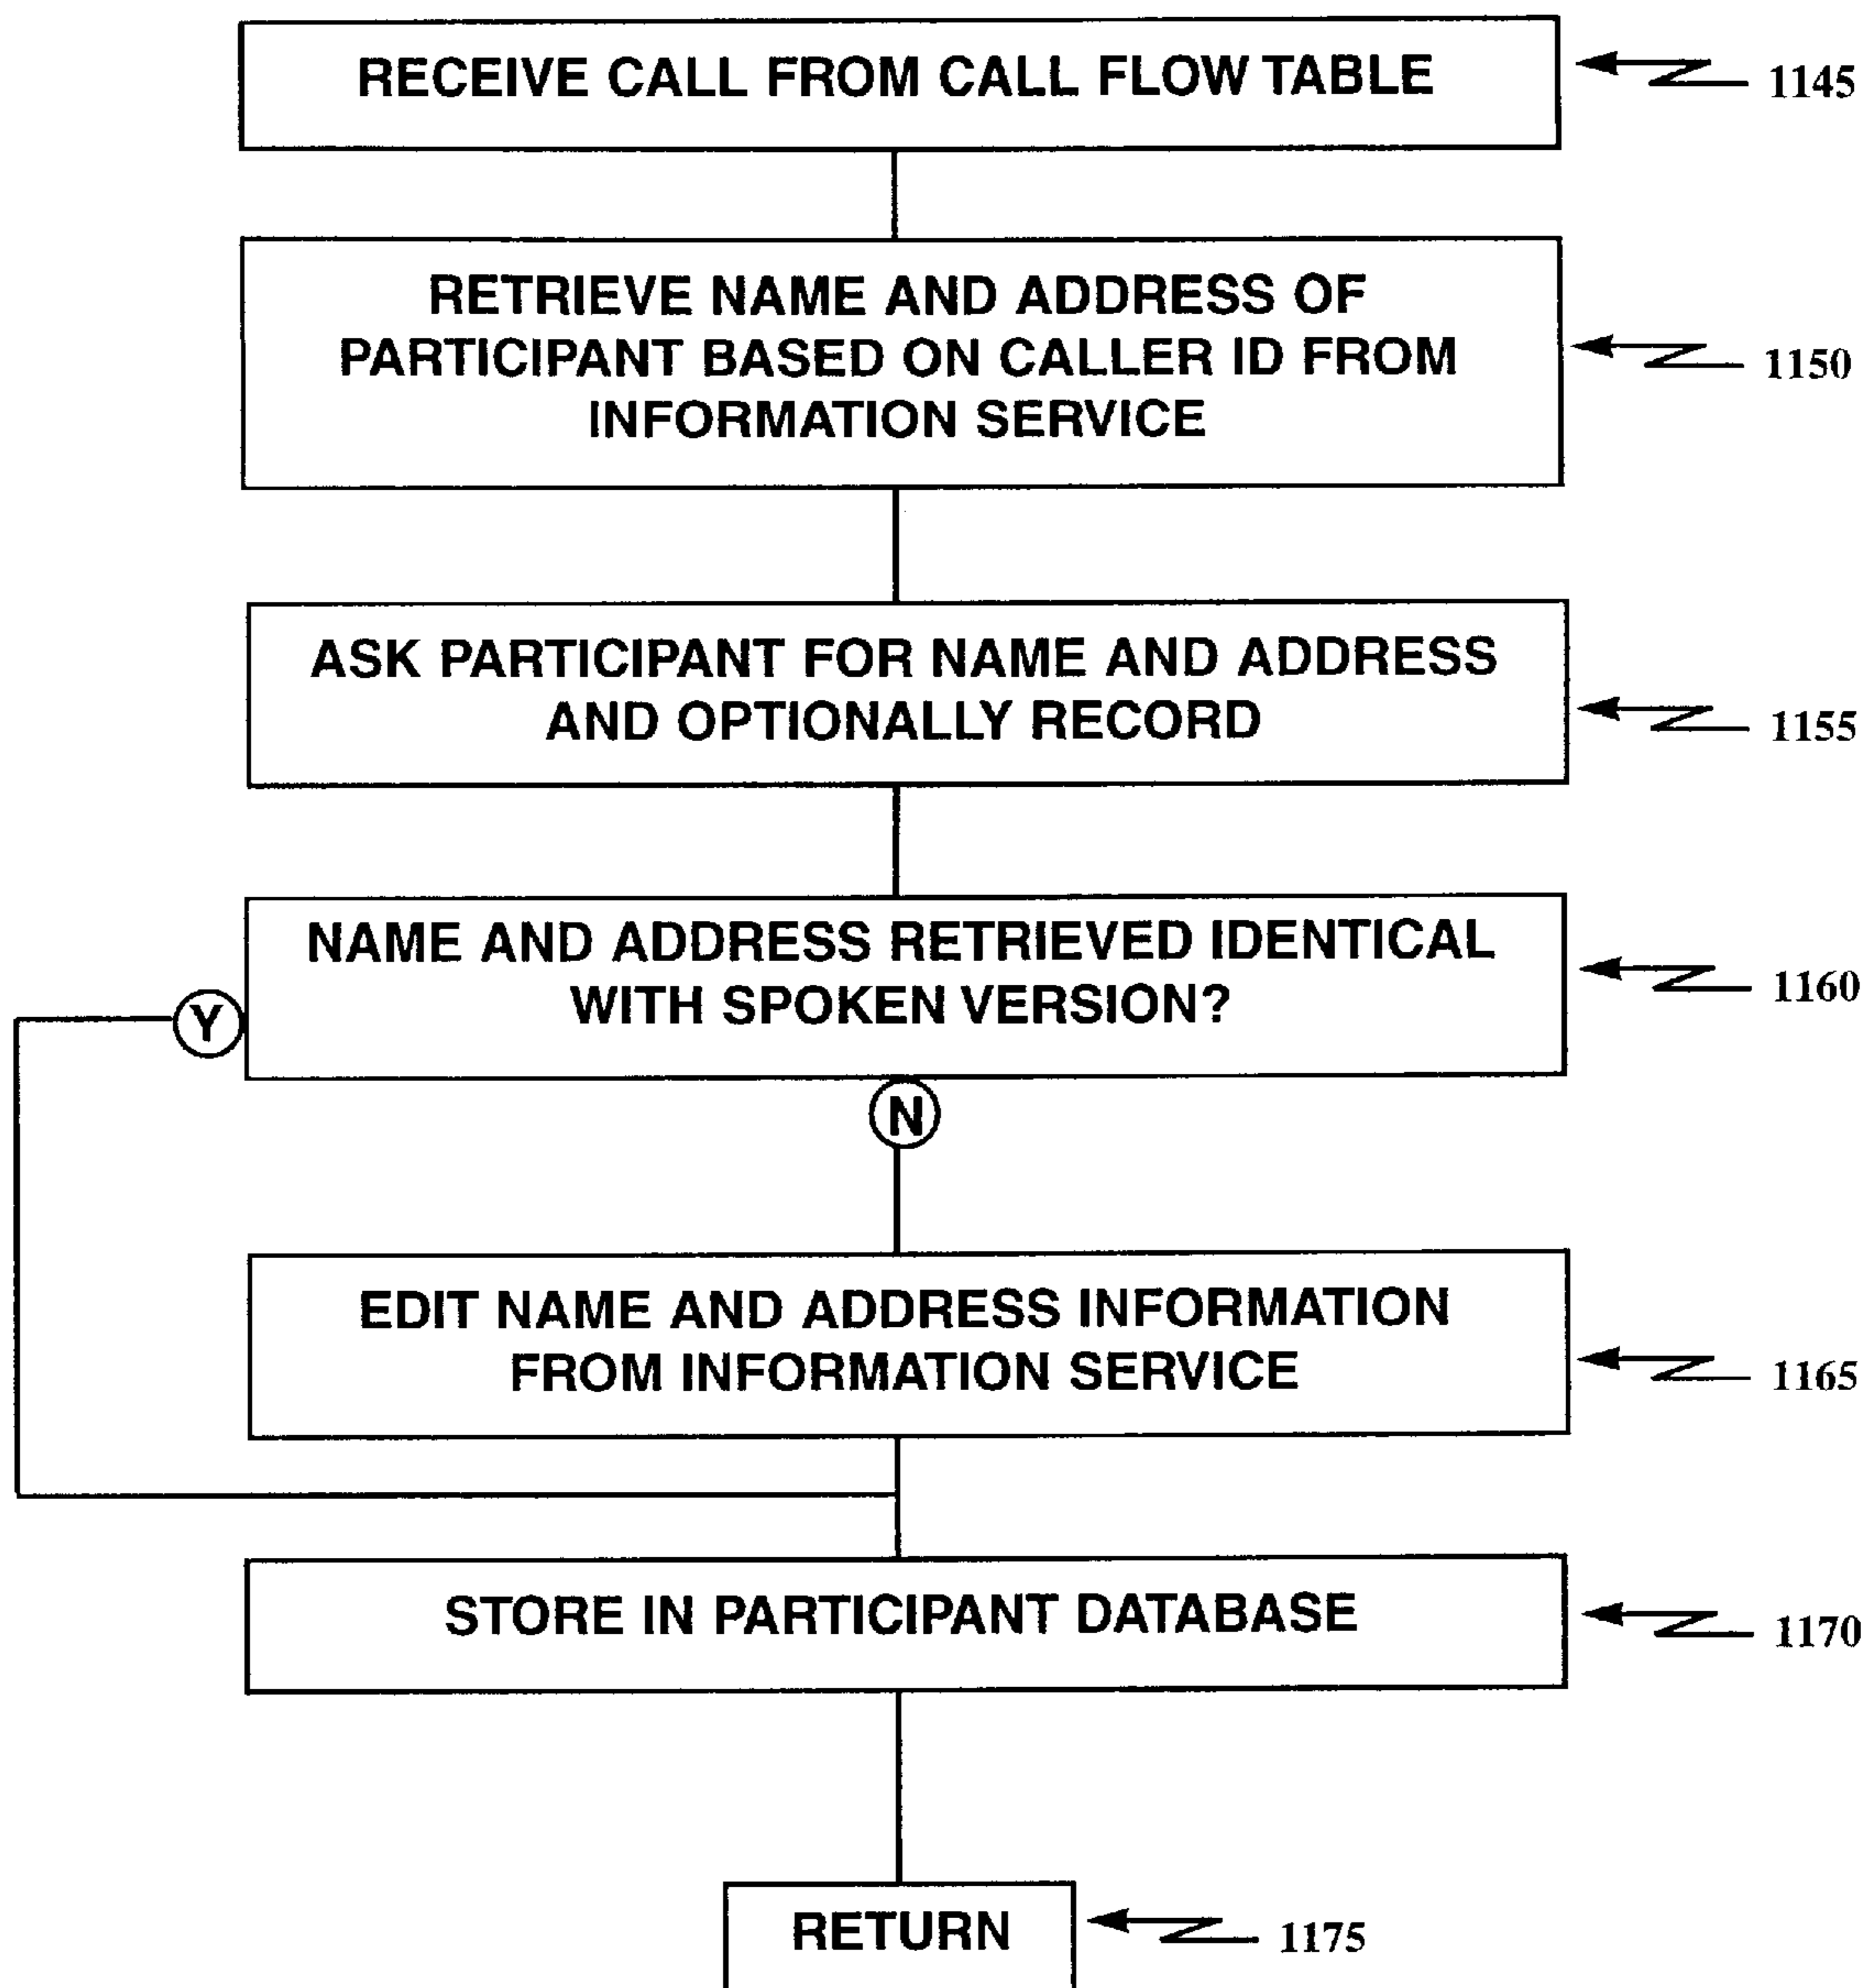 RECEIVE CALL FROM CALL FLOW TABLE
1145
RETRIEVE NAME AND ADDRESS OF
PARTICIPANT BASED ON CALLER ID FROM
INFORMATION SERVICE
1150
ASK PARTICIPANT FOR NAME AND ADDRESS
AND OPTIONALLY RECORD
1155
NAME AND ADDRESS RETRIEVED IDENTICAL
WITH SPOKEN VERSION?
1160
Y
N
EDIT NAME AND ADDRESS INFORMATION
FROM INFORMATION SERVICE
1165
STORE IN PARTICIPANT DATABASE
1170
RETURN
1175